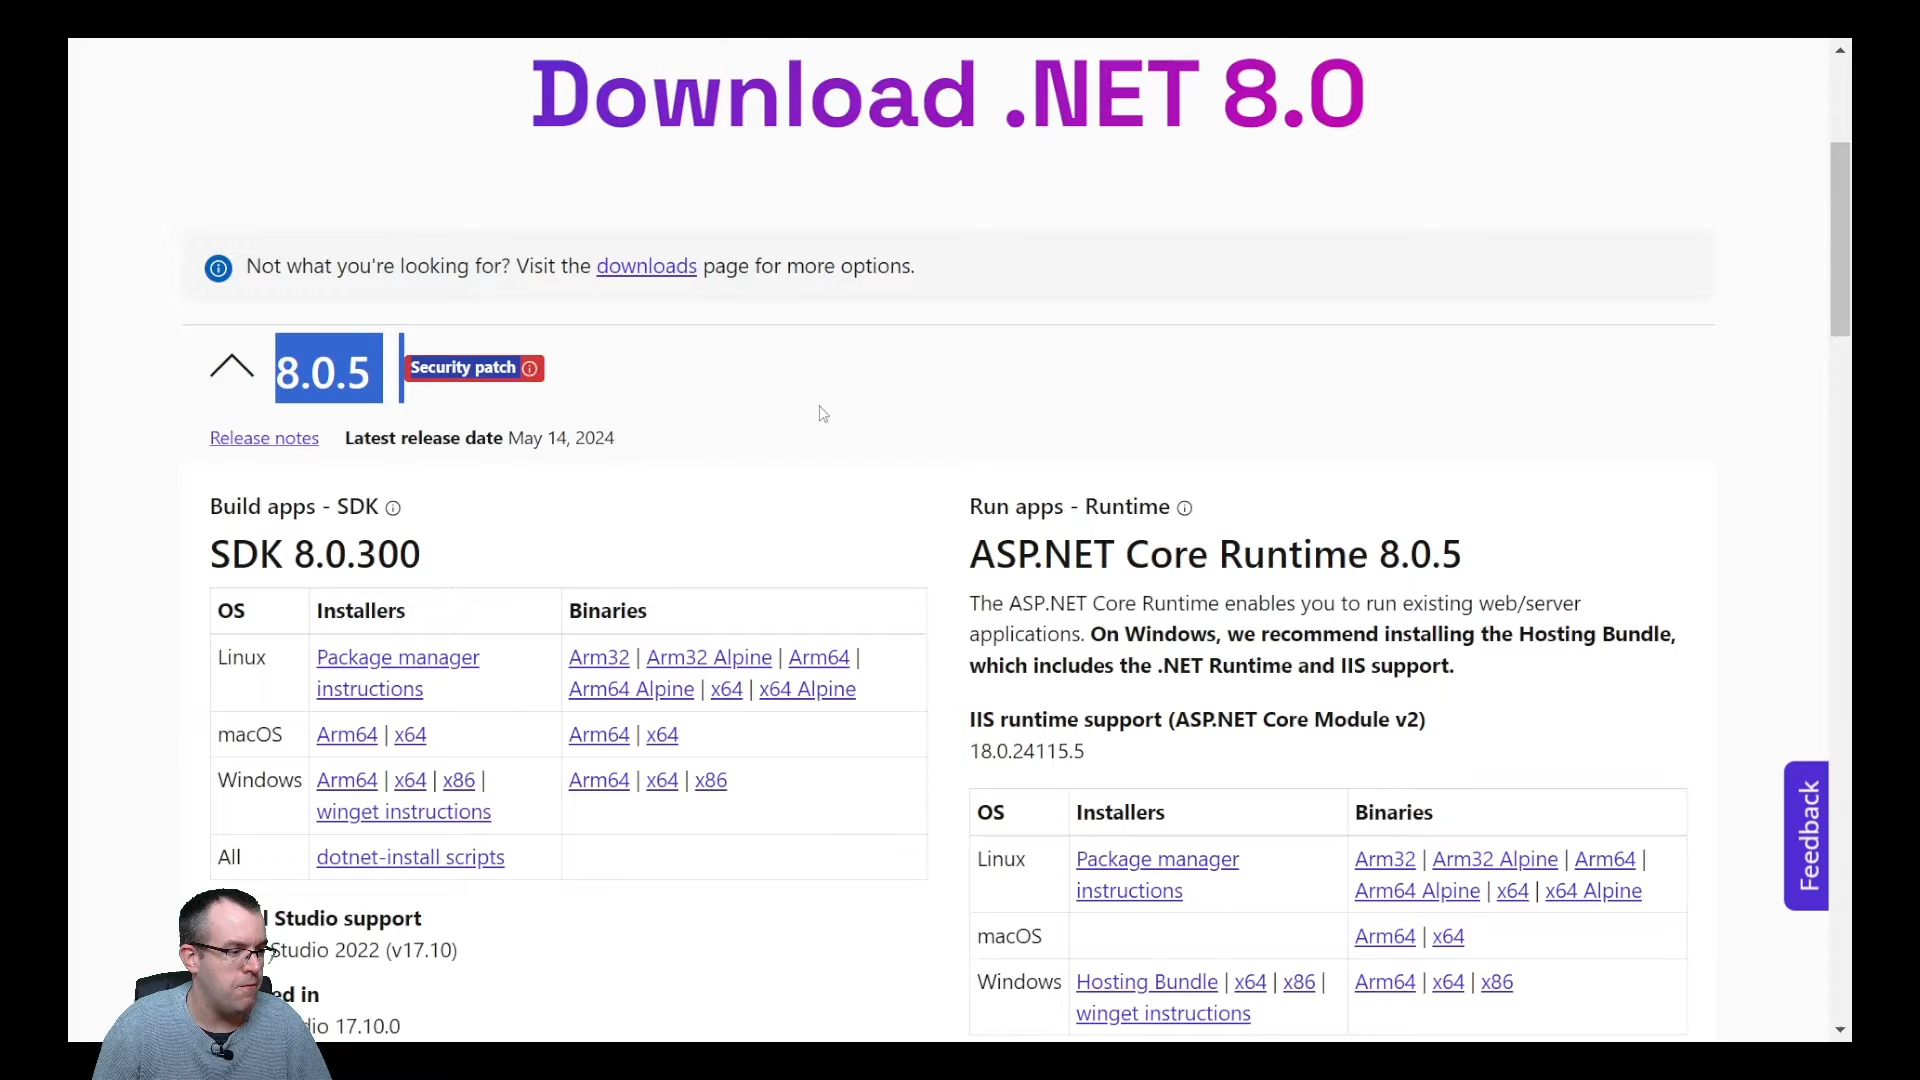 Download .NET 8.0
Not what you're looking for? Visit the downloads page for more options.
8.0.5 Security patch
Release notes Latest release date May 14, 2024
Build apps - SDK
SDK 8.0.300
OS Installers Binaries
Linux Package manager instructions Arm32 | Arm32 Alpine | Arm64 | Arm64 Alpine | x64 | x64 Alpine
macOS Arm64 | x64 Arm64 | x64
Windows Arm64 | x64 | x86 | winget instructions Arm64 | x64 | x86
All dotnet-install scripts
l Studio support
Studio 2022 (v17.10)
ed in
dio 17.10.0
Run apps - Runtime
ASP.NET Core Runtime 8.0.5
The ASP.NET Core Runtime enables you to run existing web/server
applications. On Windows, we recommend installing the Hosting Bundle,
which includes the .NET Runtime and IIS support.
IIS runtime support (ASP.NET Core Module v2)
18.0.24115.5
OS Installers Binaries
Linux Package manager instructions Arm32 | Arm32 Alpine | Arm64 | Arm64 Alpine | x64 | x64 Alpine
macOS Arm64 | x64
Windows Hosting Bundle | x64 | x86 | winget instructions Arm64 | x64 | x86
Feedback